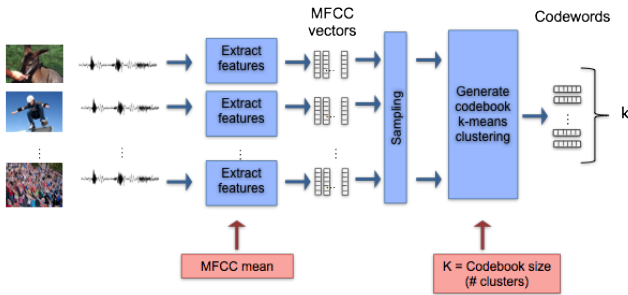 MFCC
vectors
Codewords
Extract
features
Extract
features
Extract
features
Sampling
Generate
codebook
k-means
clustering
k
MFCC mean
K = Codebook size
(# clusters)